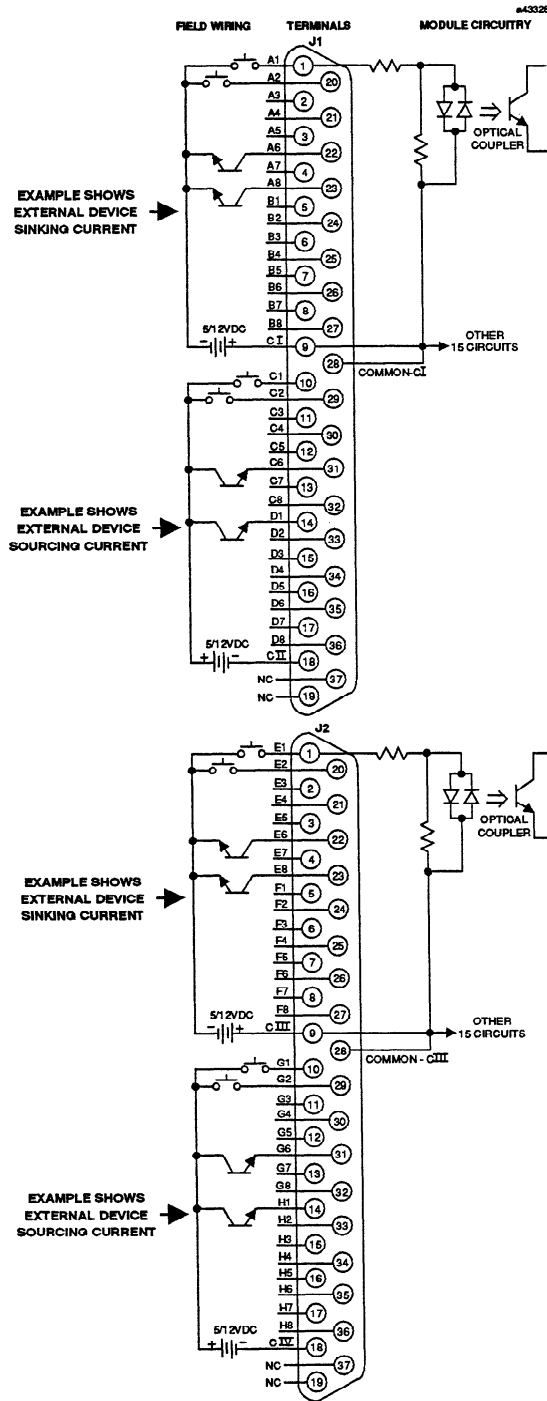 a43328
FIELD WIRING TERMINALS MODULE CIRCUITRY
J1
A1 1
A2 20
A3 2
A4 21
A5 3
A6 22
A7 4
A8 23
B1 5
B2 24
B3 6
B4 25
B5 7
B6 26
B7 8
B8 27
5/12VDC
- +
C I 9
28
OPTICAL
COUPLER
EXAMPLE SHOWS
EXTERNAL DEVICE
SINKING CURRENT
OTHER
15 CIRCUITS
COMMON-CI
C1 10
C2 29
C3 11
C4 30
C5 12
C6 31
C7 13
C8 32
D1 14
D2 33
D3 15
D4 34
D5 16
D6 35
D7 17
D8 36
5/12VDC
+ -
C II 18
NC 37
NC 19
EXAMPLE SHOWS
EXTERNAL DEVICE
SOURCING CURRENT
J2
E1 1
E2 20
E3 2
E4 21
E5 3
E6 22
E7 4
E8 23
F1 5
F2 24
F3 6
F4 25
F5 7
F6 26
F7 8
F8 27
5/12VDC
- +
C III 9
28
OPTICAL
COUPLER
EXAMPLE SHOWS
EXTERNAL DEVICE
SINKING CURRENT
OTHER
15 CIRCUITS
COMMON - CIII
G1 10
G2 29
G3 11
G4 30
G5 12
G6 31
G7 13
G8 32
H1 14
H2 33
H3 15
H4 34
H5 16
H6 35
H7 17
H8 36
5/12VDC
+ -
C IV 18
NC 37
NC 19
EXAMPLE SHOWS
EXTERNAL DEVICE
SOURCING CURRENT